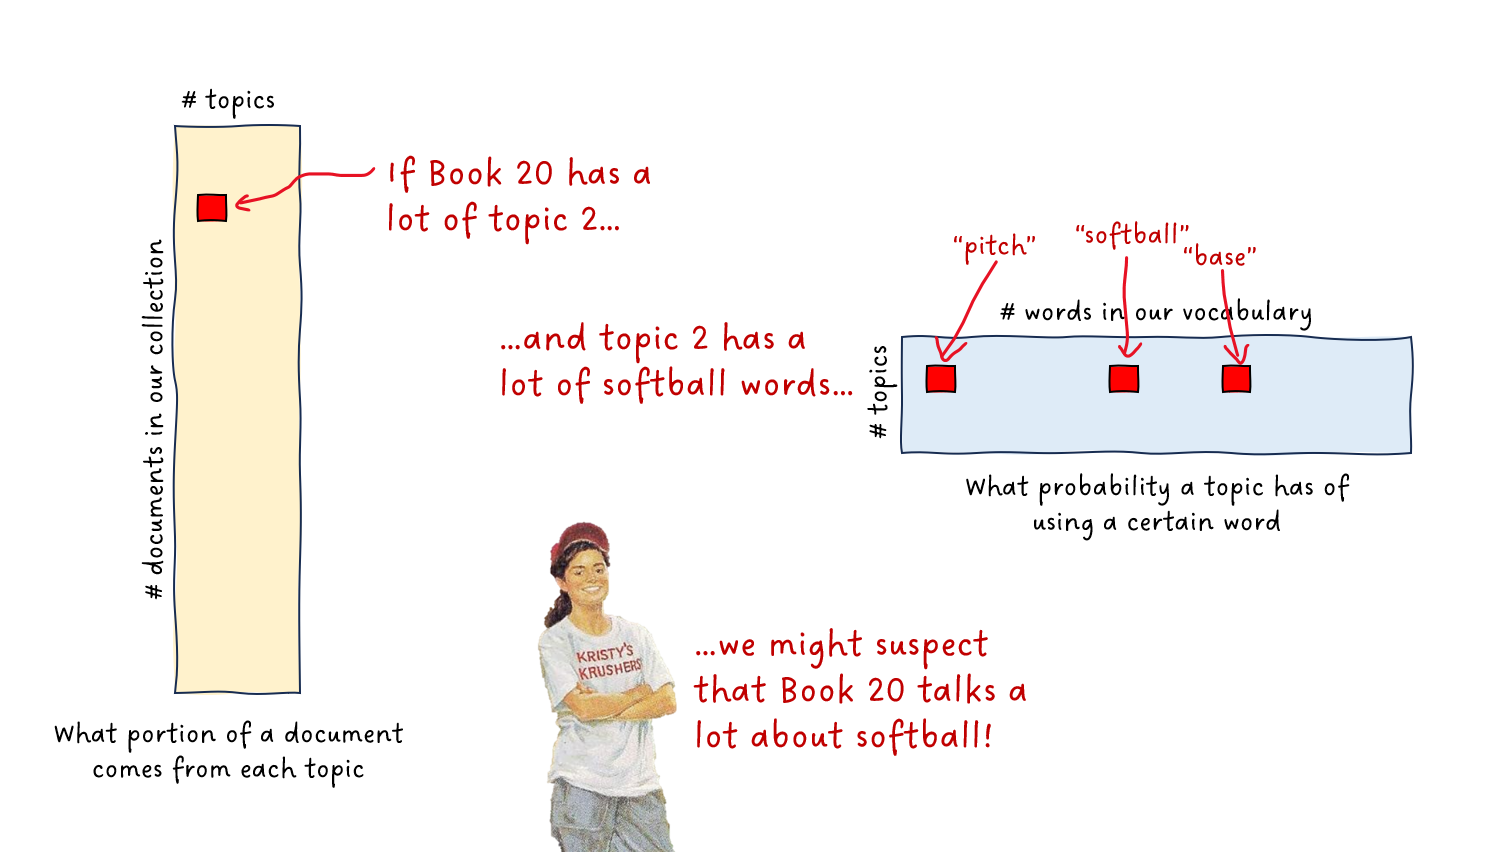 # topics
# documents in our collection
If Book 20 has a
lot of topic 2...
What portion of a document
comes from each topic
...and topic 2 has a
lot of softball words...
"pitch"
"softball"
"base"
# words in our vocabulary
# topics
What probability a topic has of
using a certain word
KRISTY'S
KRUSHERS
...we might suspect
that Book 20 talks a
lot about softball!